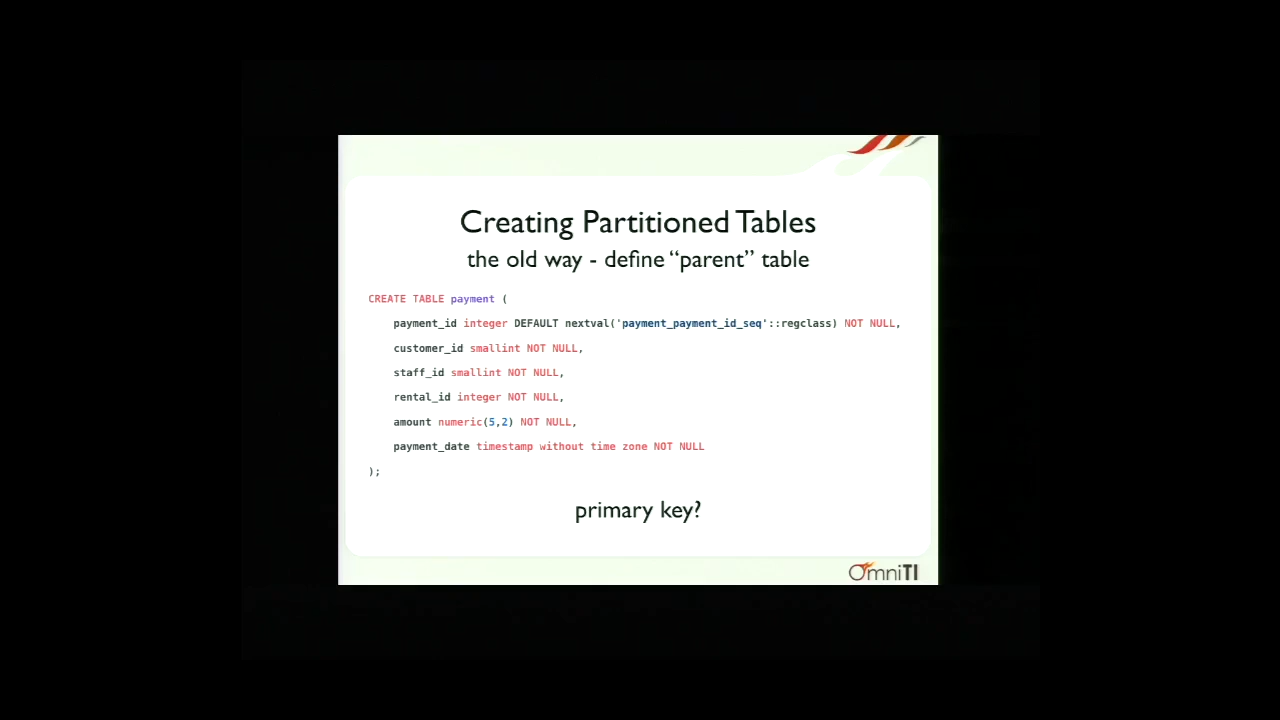 Creating Partitioned Tables
the old way - define “parent” table
CREATE TABLE payment (
payment_id integer DEFAULT nextval('payment_payment_id_seq'::regclass) NOT NULL,
customer_id smallint NOT NULL,
staff_id smallint NOT NULL,
rental_id integer NOT NULL,
amount numeric(5,2) NOT NULL,
payment_date timestamp without time zone NOT NULL
);
primary key?
OmniTI